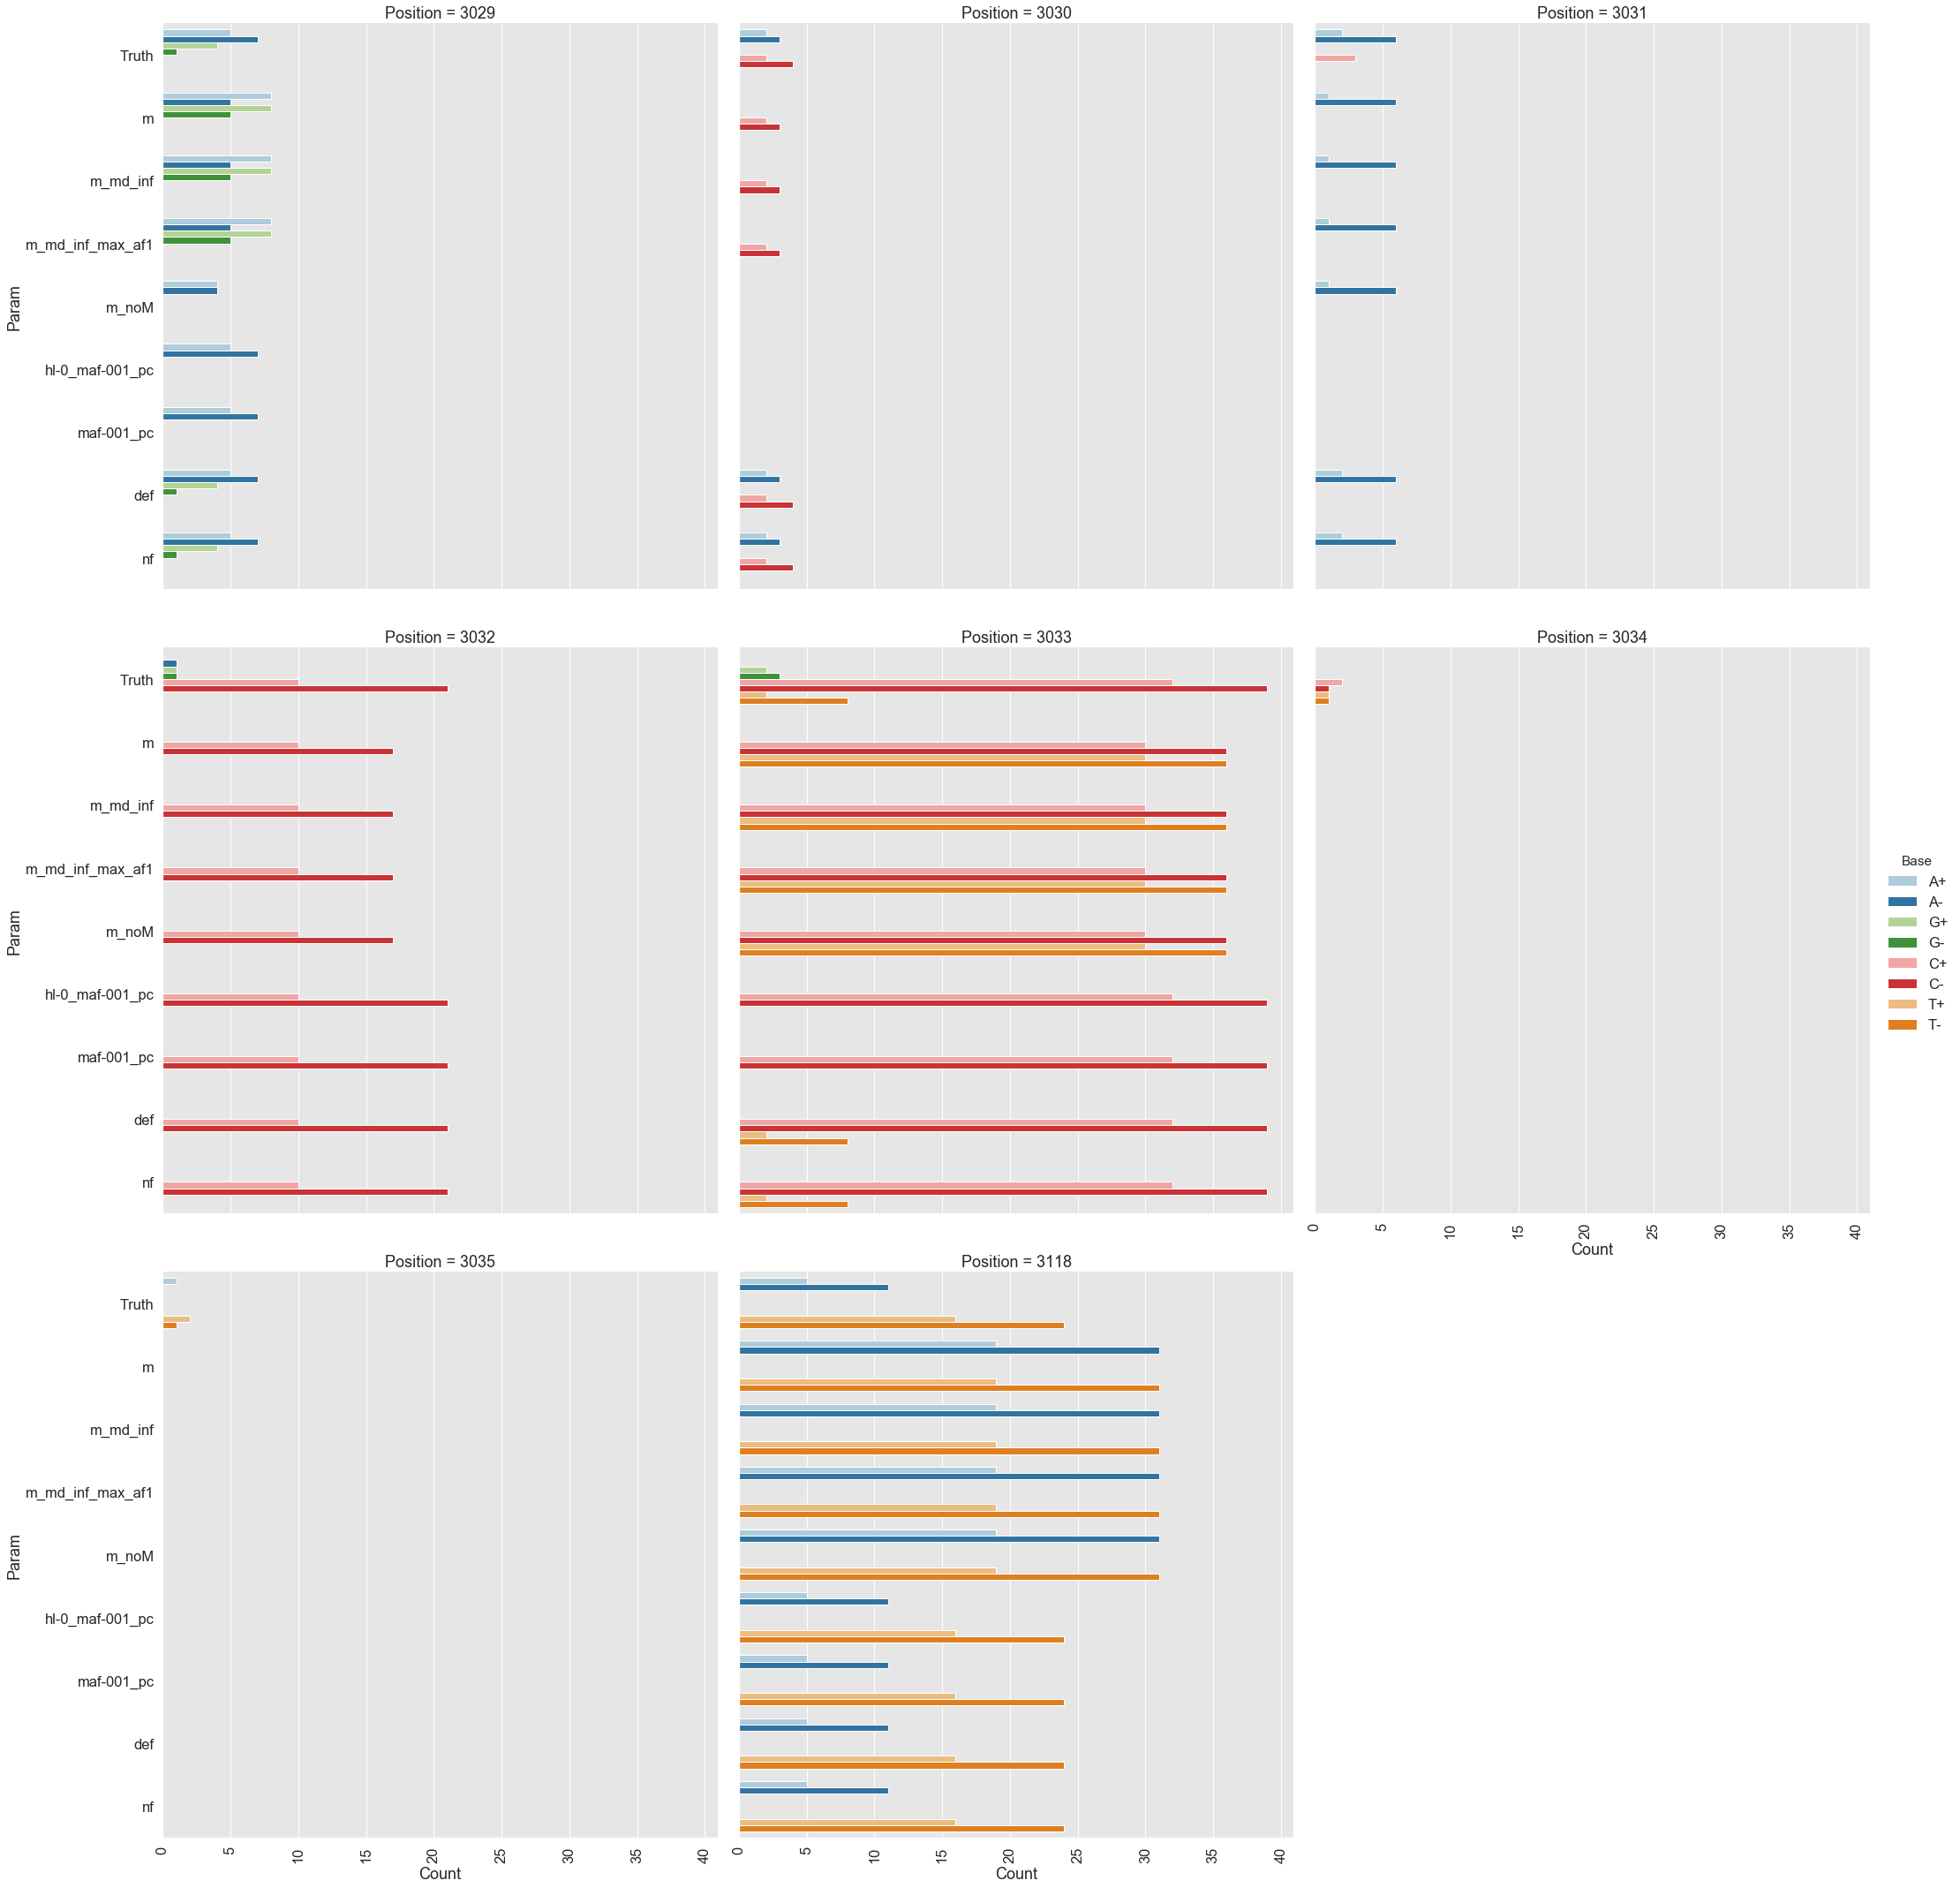 Position = 3029
Position = 3030
Position = 3031
Param
Truth
m
m_md_inf
m_md_inf_max_af1
m_noM
hl-0_maf-001_pc
maf-001_pc
def
nf
Position = 3032
Position = 3033
Position = 3034
Param
Truth
m
m_md_inf
m_md_inf_max_af1
m_noM
hl-0_maf-001_pc
maf-001_pc
def
nf
0 5 10 15 20 25 30 35 40
Count
Base
A+
A-
G+
G-
C+
C-
T+
T-
Position = 3035
Position = 3118
Param
Truth
m
m_md_inf
m_md_inf_max_af1
m_noM
hl-0_maf-001_pc
maf-001_pc
def
nf
0 5 10 15 20 25 30 35 40
Count
0 5 10 15 20 25 30 35 40
Count